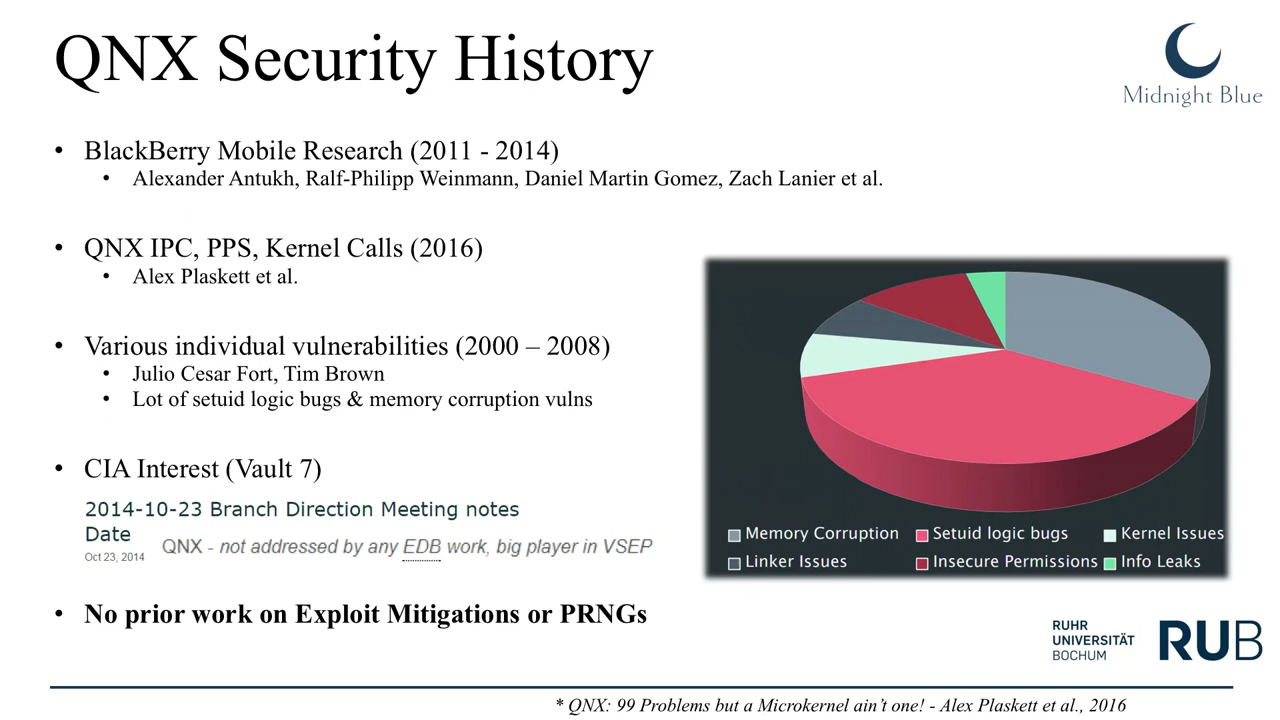 QNX Security History
Midnight Blue
• BlackBerry Mobile Research (2011 - 2014)
• Alexander Antukh, Ralf-Philipp Weinmann, Daniel Martin Gomez, Zach Lanier et al.
• QNX IPC, PPS, Kernel Calls (2016)
• Alex Plaskett et al.
• Various individual vulnerabilities (2000 – 2008)
• Julio Cesar Fort, Tim Brown
• Lot of setuid logic bugs & memory corruption vulns
• CIA Interest (Vault 7)
2014-10-23 Branch Direction Meeting notes
Date
Oct 23, 2014
QNX - not addressed by any EDB work, big player in VSEP
Memory Corruption Setuid logic bugs Kernel Issues
Linker Issues Insecure Permissions Info Leaks
• No prior work on Exploit Mitigations or PRNGs
RUHR
UNIVERSITÄT
BOCHUM
RUB
* QNX: 99 Problems but a Microkernel ain’t one! - Alex Plaskett et al., 2016